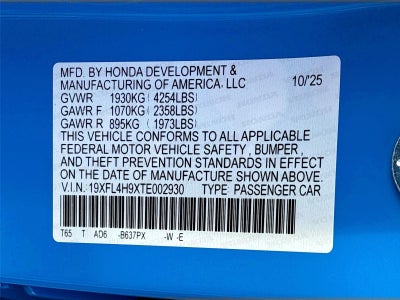 MFD. BY HONDA DEVELOPMENT &
MANUFACTURING OF AMERICA, LLC 10/'25
GVWR 1930KG (4254LBS)
GAWR F 1070KG (2358LBS)
GAWR R 895KG (1973LBS)
THIS VEHICLE CONFORMS TO ALL APPLICABLE
FEDERAL MOTOR VEHICLE SAFETY, BUMPER,
AND THEFT PREVENTION STANDARDS IN EFFECT
ON THE DATE OF MANUFACTURE SHOWN ABOVE.
V.I.N. 19XFL4H9XTE002930 TYPE: PASSENGER CAR
T65 T AD6 -B637PX -W -E